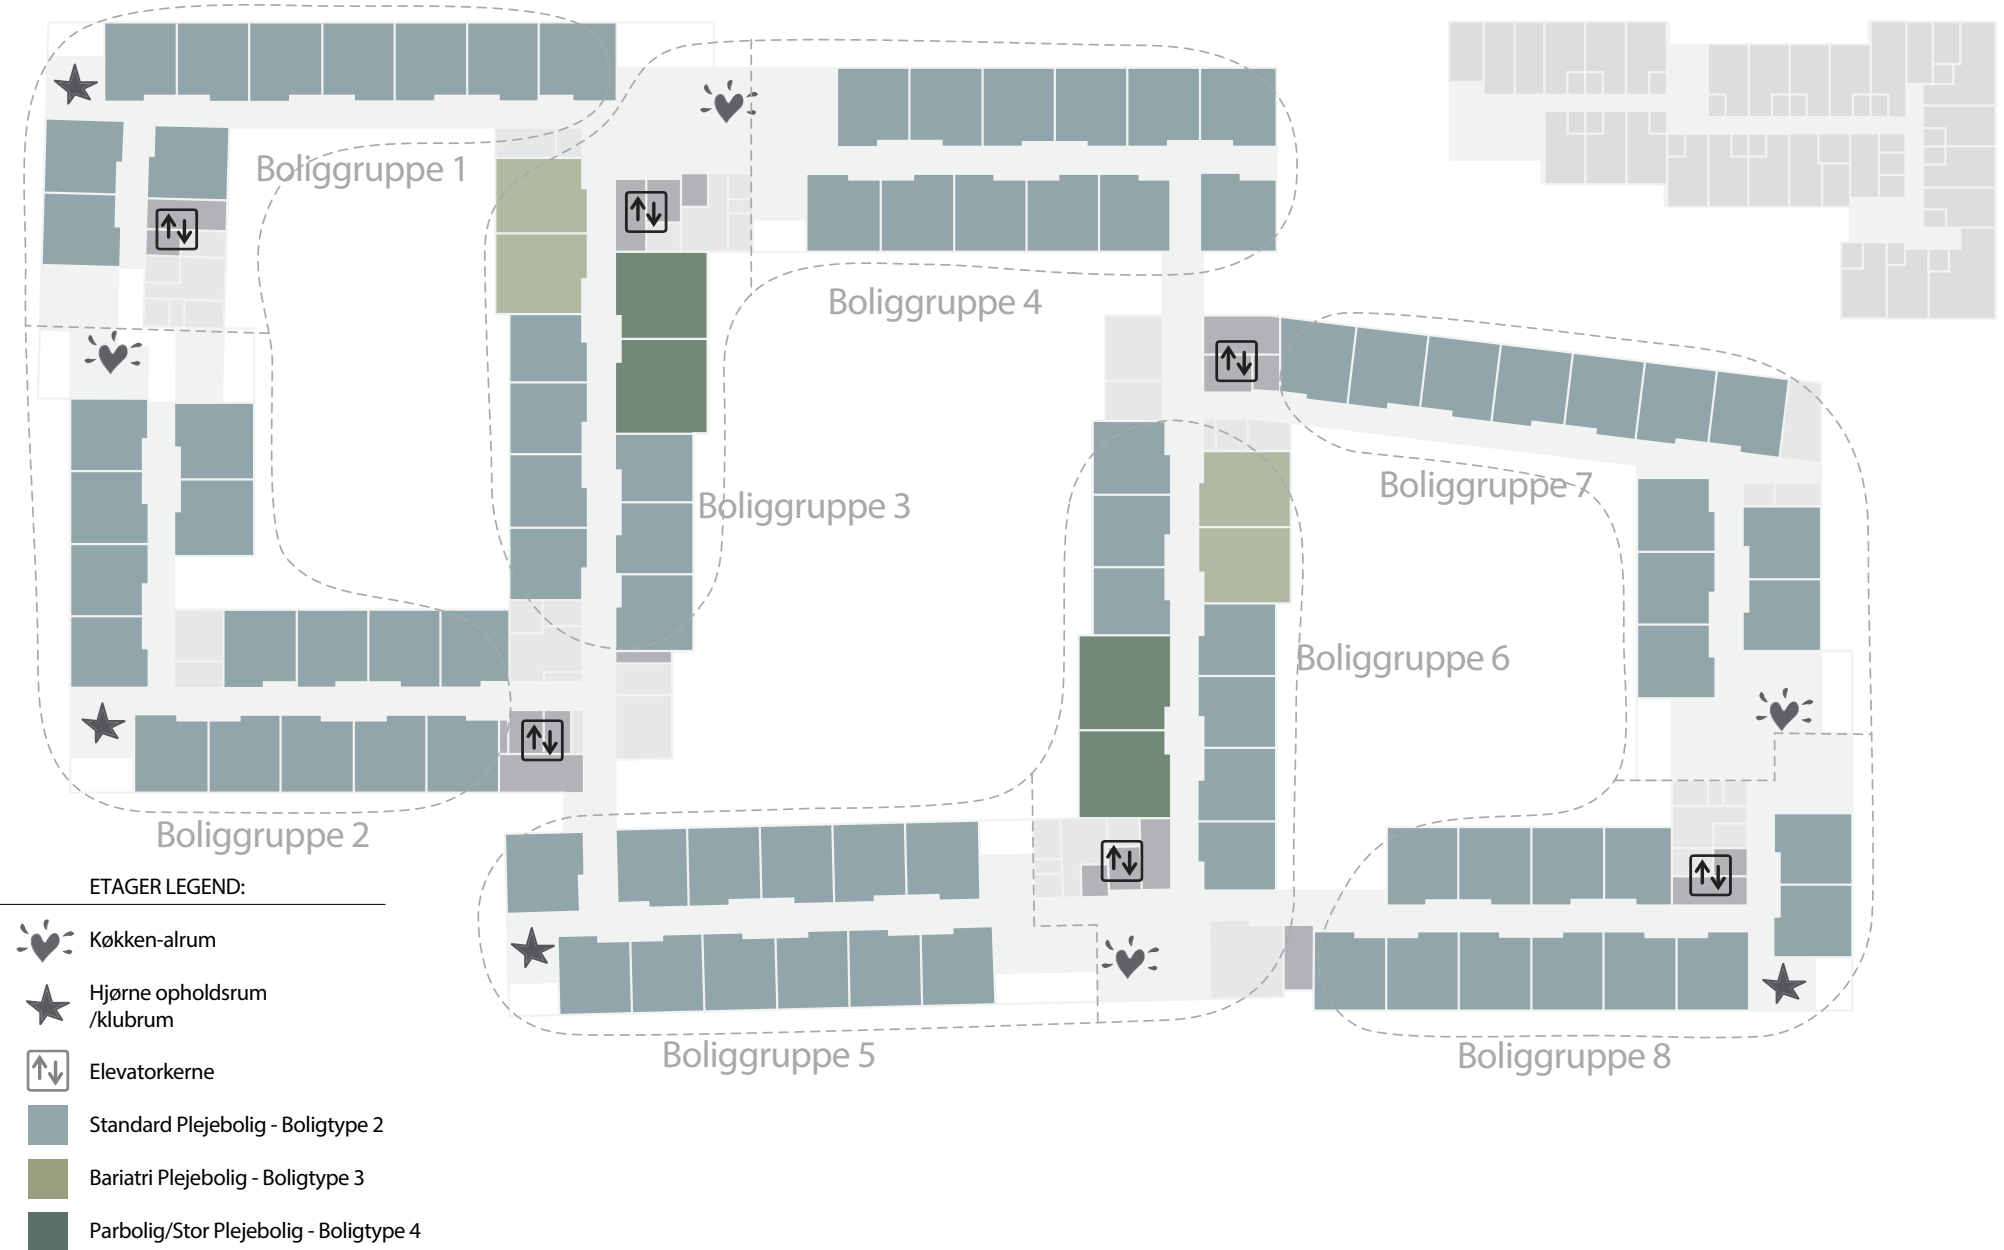 Boliggruppe 1
Boliggruppe 4
Boliggruppe 3
Boliggruppe 7
Boliggruppe 6
Boliggruppe 2
Boliggruppe 5
Boliggruppe 8
ETAGER LEGEND:
Køkken-alrum
Hjørne opholdsrum
/klubrum
Elevatorkerne
Standard Plejebolig - Boligtype 2
Bariatri Plejebolig - Boligtype 3
Parbolig/Stor Plejebolig - Boligtype 4